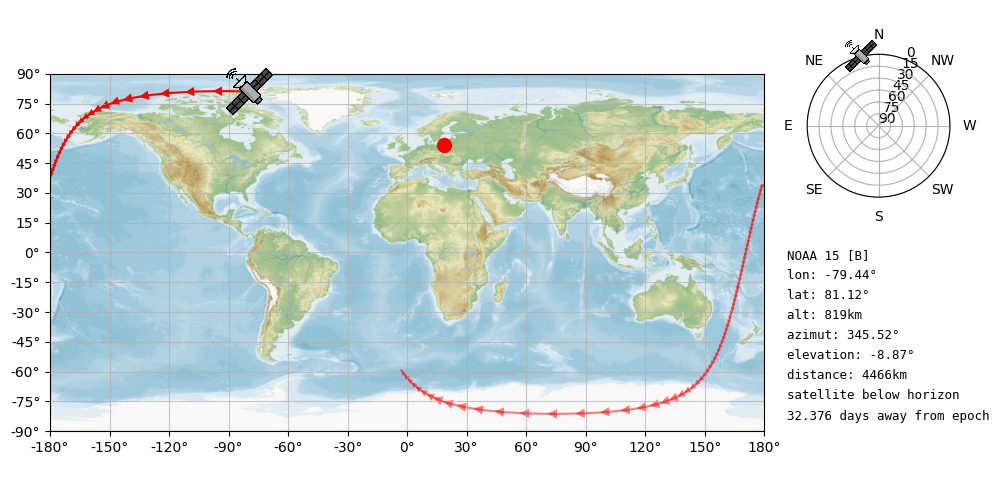 90°
75°
60°
45°
30°
15°
0°
-15°
-30°
-45°
-60°
-75°
-90°
-180° -150° -120° -90° -60° -30° 0° 30° 60° 90° 120° 150° 180°
N
NE 0 NW
15
30
45
60
75
90
E W
SE SW
S
NOAA 15 [B]
lon: -79.44°
lat: 81.12°
alt: 819km
azimut: 345.52°
elevation: -8.87°
distance: 4466km
satellite below horizon
32.376 days away from epoch